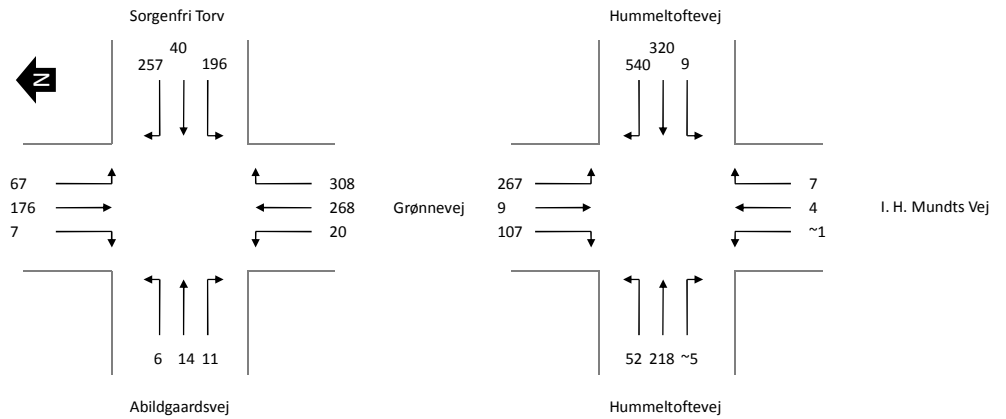 Sorgenfri Torv
40
257 196
N
67
176
7
308
268
20
6 14 11
Abildgaardsvej
Grønnevej
Hummeltoftevej
320
540 9
267
9
107
7
4
~1
52 218 ~5
Hummeltoftevej
I. H. Mundts Vej